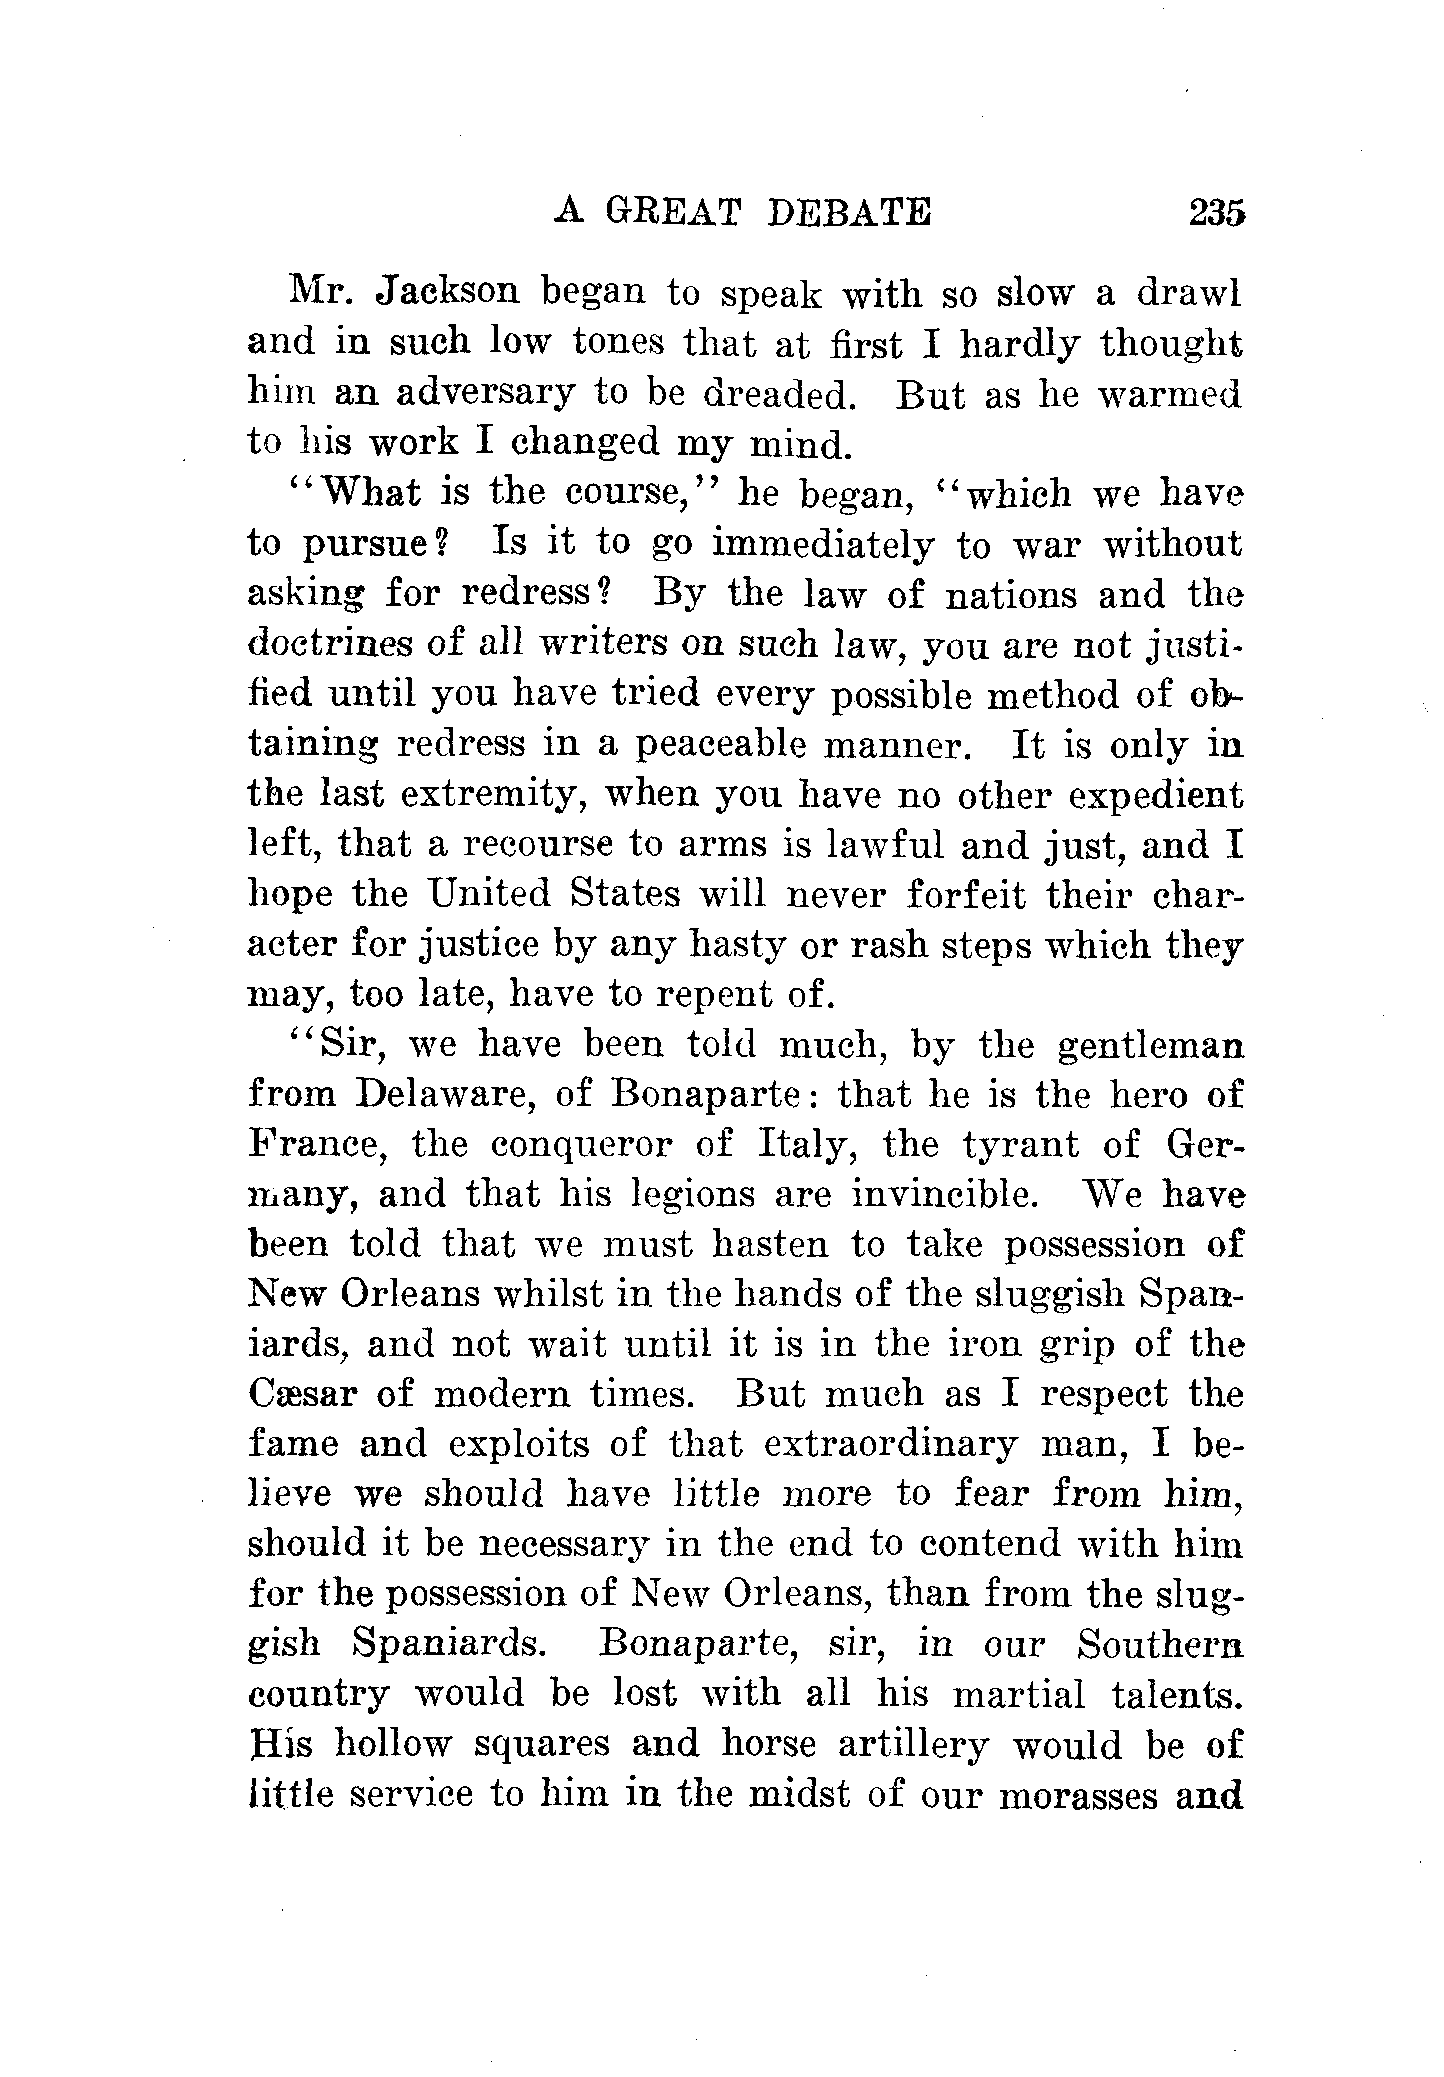 A GREAT DEBATE 235
Mr. Jackson began to speak with so slow a drawl
and in such low tones that at first I hardly thought
him an adversary to be dreaded. But as he warmed
to his work I changed my mind.
"What is the course," he began, "which we have
to pursue? Is it to go immediately to war without
asking for redress? By the law of nations and the
doctrines of all writers on such law, you are not justi-
fied until you have tried every possible method of ob-
taining redress in a peaceable manner. It is only in
the last extremity, when you have no other expedient
left, that a recourse to arms is lawful and just, and I
hope the United States will never forfeit their char-
acter for justice by any hasty or rash steps which they
may, too late, have to repent of.
"Sir, we have been told much, by the gentleman
from Delaware, of Bonaparte: that he is the hero of
France, the conqueror of Italy, the tyrant of Ger-
many, and that his legions are invincible. We have
been told that we must hasten to take possession of
New Orleans whilst in the hands of the sluggish Span-
iards, and not wait until it is in the iron grip of the
Cæsar of modern times. But much as I respect the
fame and exploits of that extraordinary man, I be-
lieve we should have little more to fear from him,
should it be necessary in the end to contend with him
for the possession of New Orleans, than from the slug-
gish Spaniards. Bonaparte, sir, in our Southern
country would be lost with all his martial talents.
His hollow squares and horse artillery would be of
little service to him in the midst of our morasses and